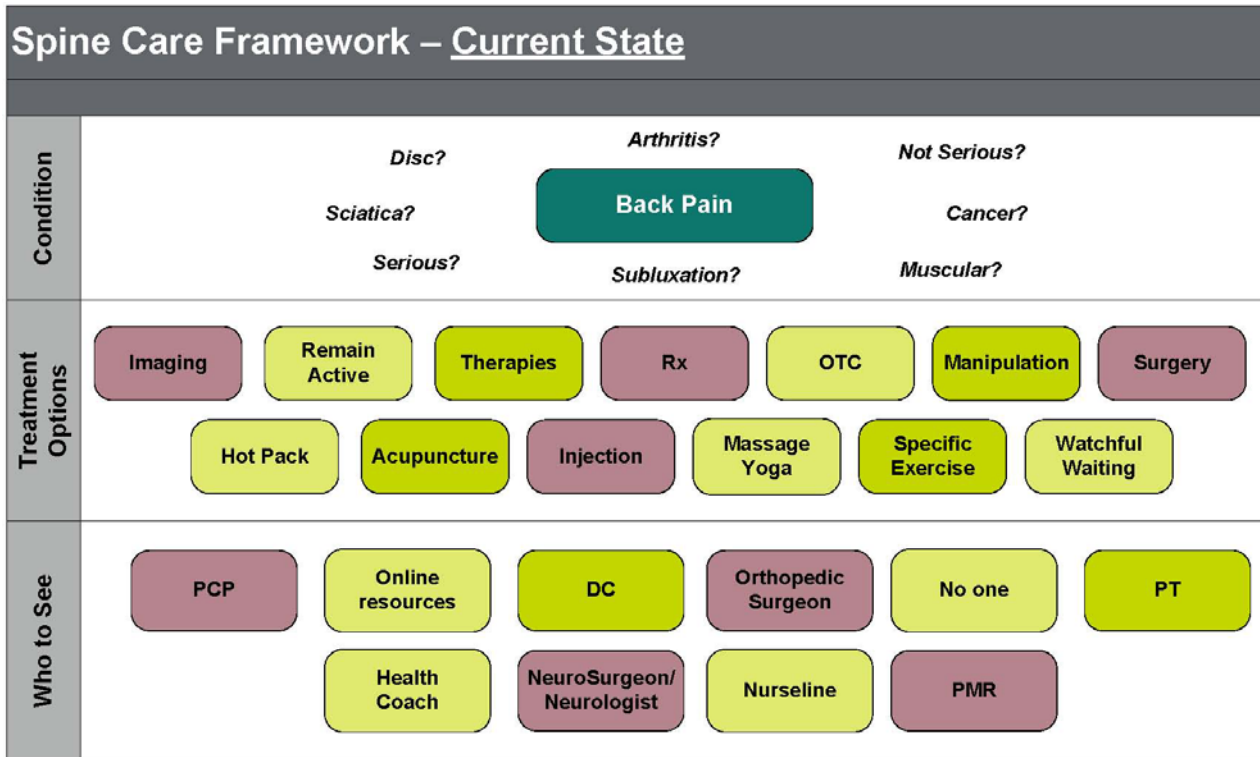 Spine Care Framework – Current State
Condition
Disc?
Arthritis?
Not Serious?
Sciatica?
Back Pain
Cancer?
Serious?
Subluxation?
Muscular?
Treatment
Options
Imaging
Remain
Active
Therapies
Rx
OTC
Manipulation
Surgery
Hot Pack
Acupuncture
Injection
Massage
Yoga
Specific
Exercise
Watchful
Waiting
Who to See
PCP
Online
resources
DC
Orthopedic
Surgeon
No one
PT
Health
Coach
NeuroSurgeon/
Neurologist
Nurseline
PMR